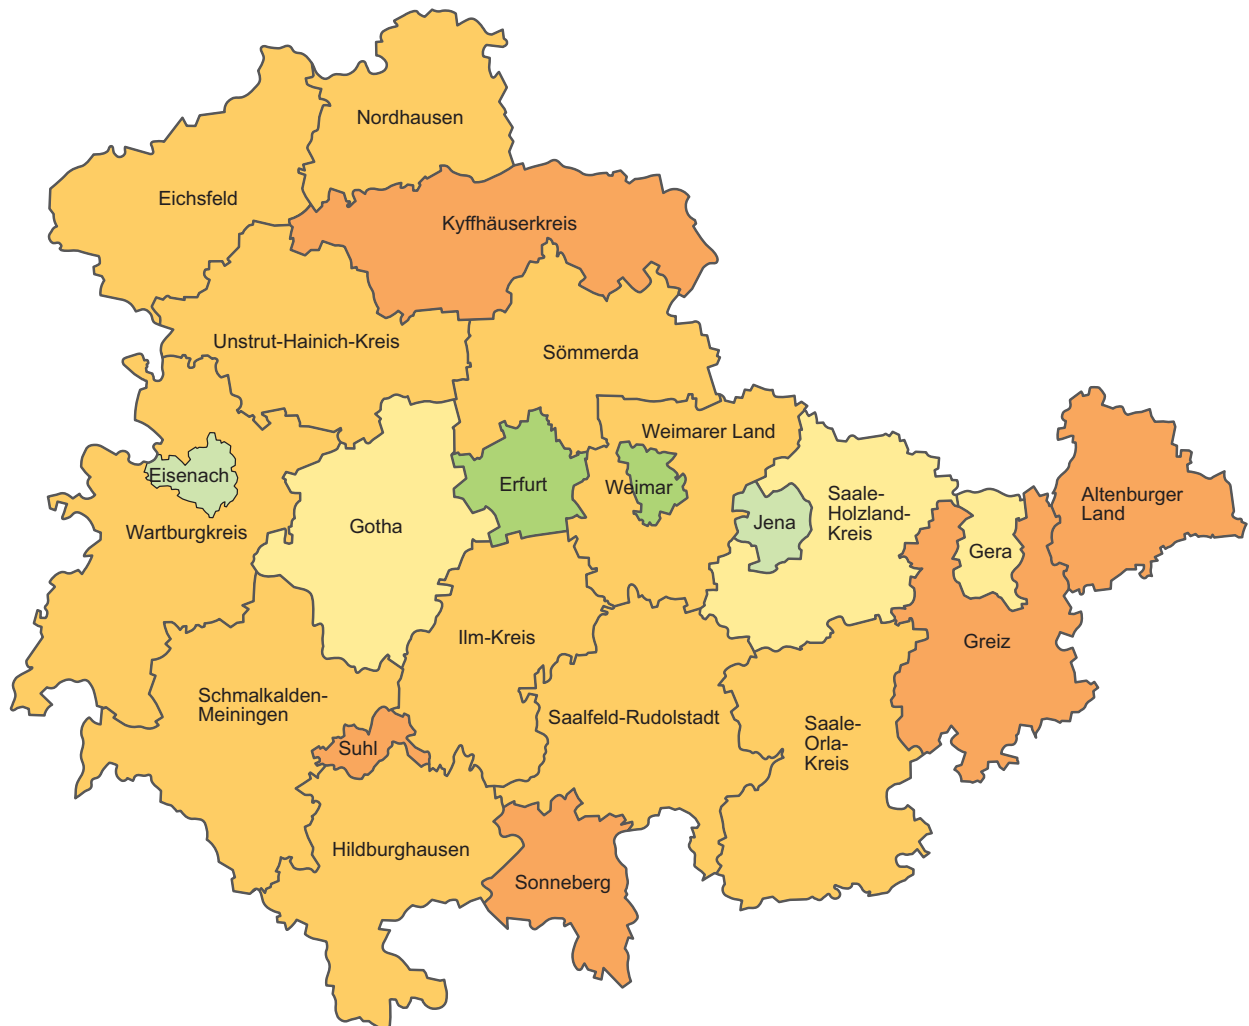 Nordhausen
Eichsfeld
Kyffhäuserkreis
Unstrut-Hainich-Kreis
Sömmerda
Weimarer Land
Eisenach
Erfurt
Weimar
Saale-
Holzland-
Kreis
Altenburger
Land
Wartburgkreis
Gotha
Jena
Gera
Ilm-Kreis
Greiz
Schmalkalden-
Meiningen
Saalfeld-Rudolstadt
Saale-
Orla-
Kreis
Suhl
Hildburghausen
Sonneberg